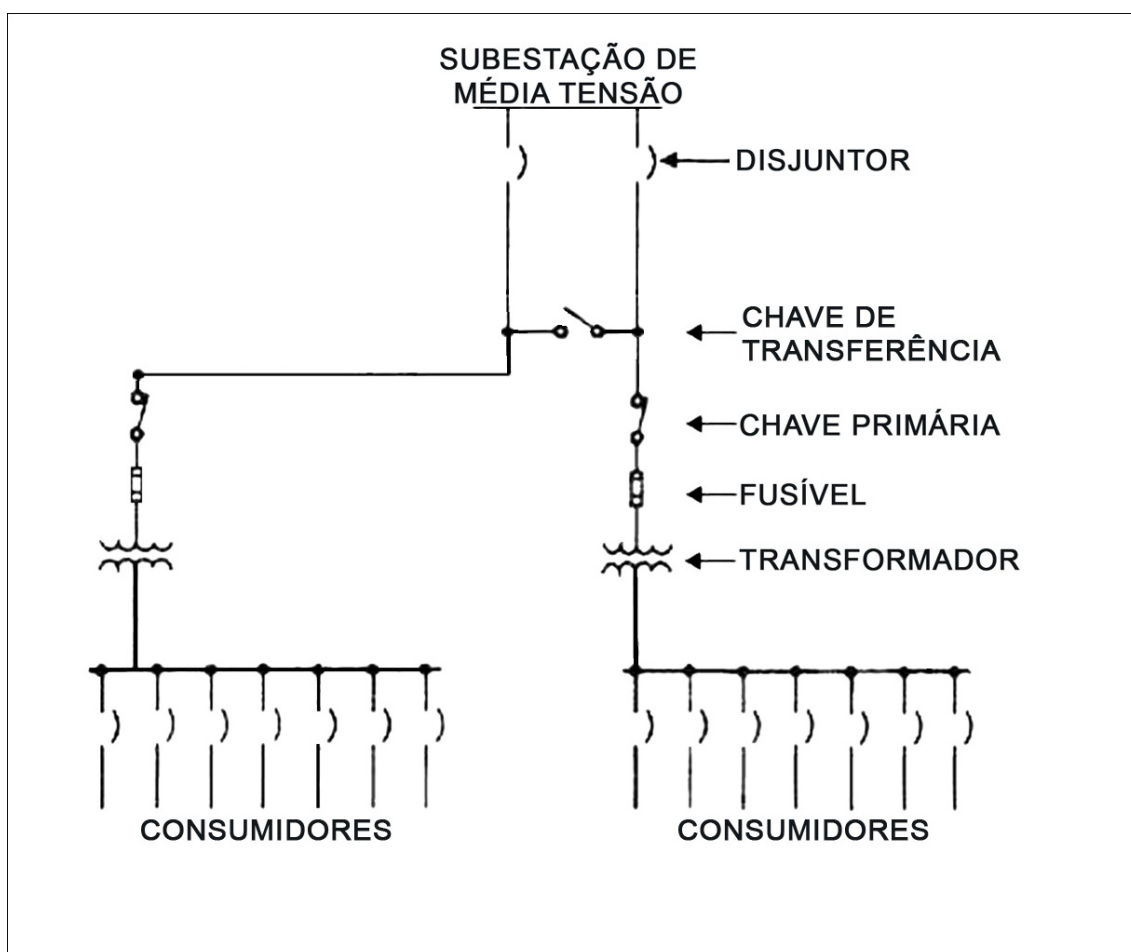 SUBESTAÇÃO DE
MÉDIA TENSÃO
DISJUNTOR
CHAVE DE
TRANSFERÊNCIA
CHAVE PRIMÁRIA
FUSÍVEL
TRANSFORMADOR
CONSUMIDORES
CONSUMIDORES